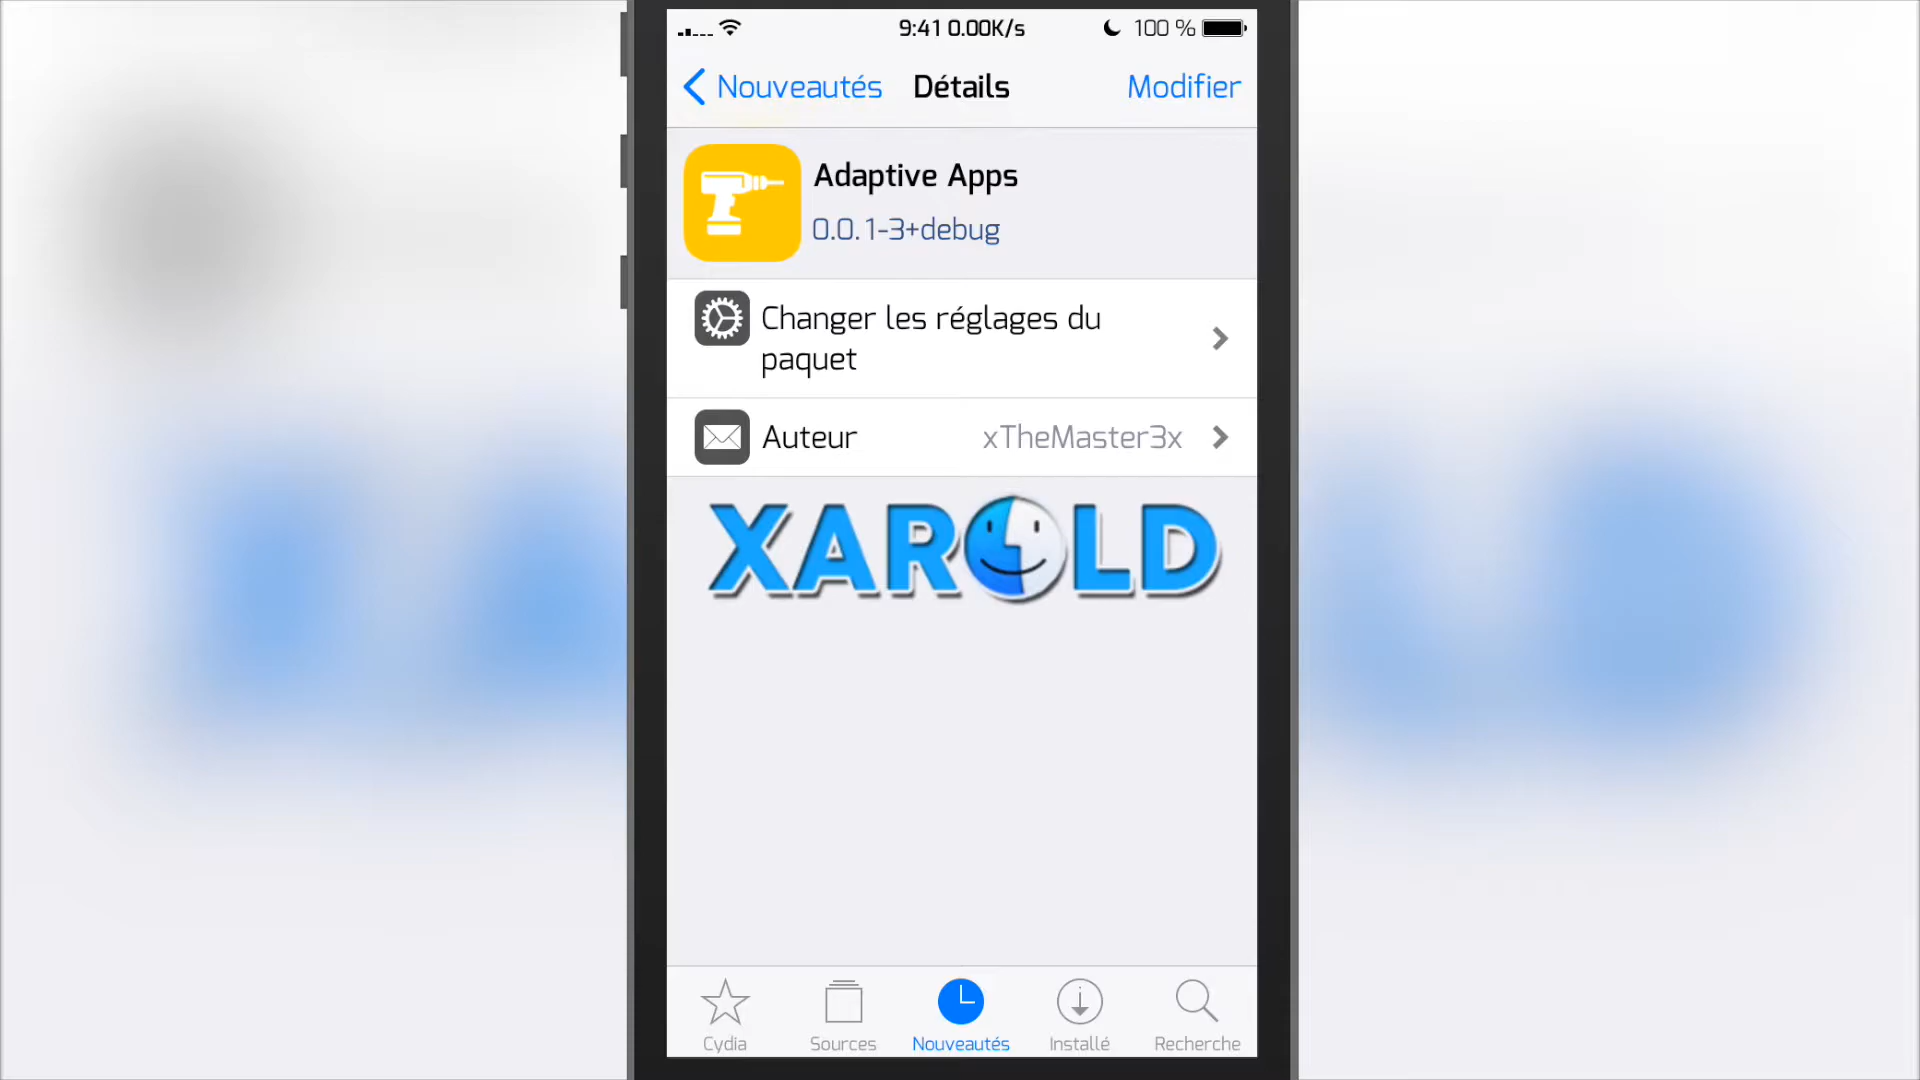 9:41 0.00K/s
100 %
Nouveautés
Détails
Modifier
Adaptive Apps
0.0.1-3+debug
Changer les réglages du
paquet
Auteur
xTheMaster3x
XAROLD
Cydia
Sources
Nouveautés
Installé
Recherche